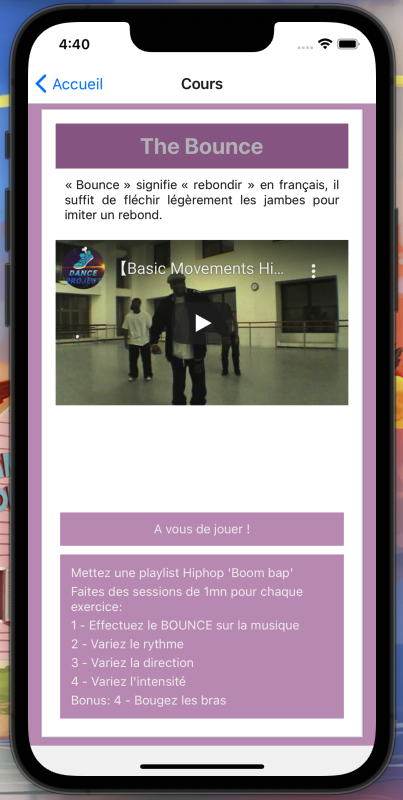 4:40
Accueil
Cours
The Bounce
« Bounce » signifie « rebondir » en français, il
suffit de fléchir légèrement les jambes pour
imiter un rebond.
DANCE
PROJECT
【Basic Movements Hi...
A vous de jouer !
Mettez une playlist Hiphop 'Boom bap'
Faites des sessions de 1mn pour chaque
exercice:
1 - Effectuez le BOUNCE sur la musique
2 - Variez le rythme
3 - Variez la direction
4 - Variez l'intensité
Bonus: 4 - Bougez les bras